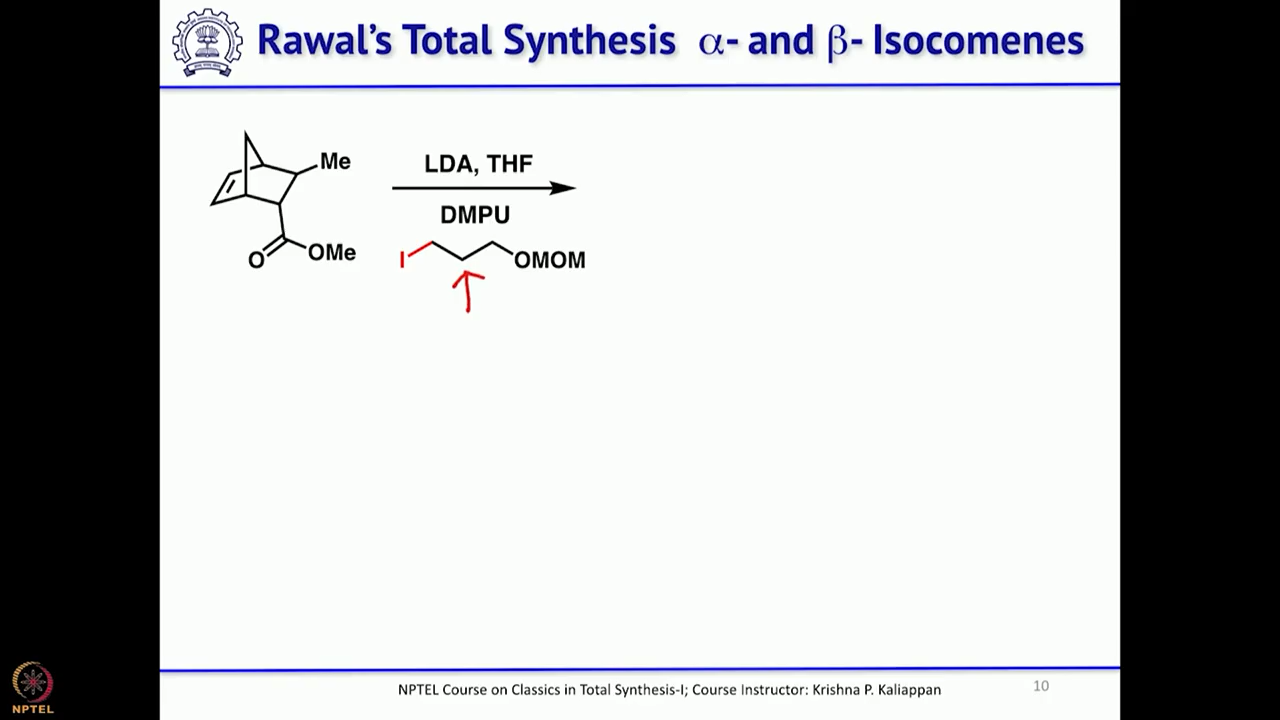 Rawal's Total Synthesis α- and β- Isocomenes
Me
O
OMe
LDA, THF
DMPU
I
OMOM
NPTEL Course on Classics in Total Synthesis-I; Course Instructor: Krishna P. Kaliappan
10
NPTEL